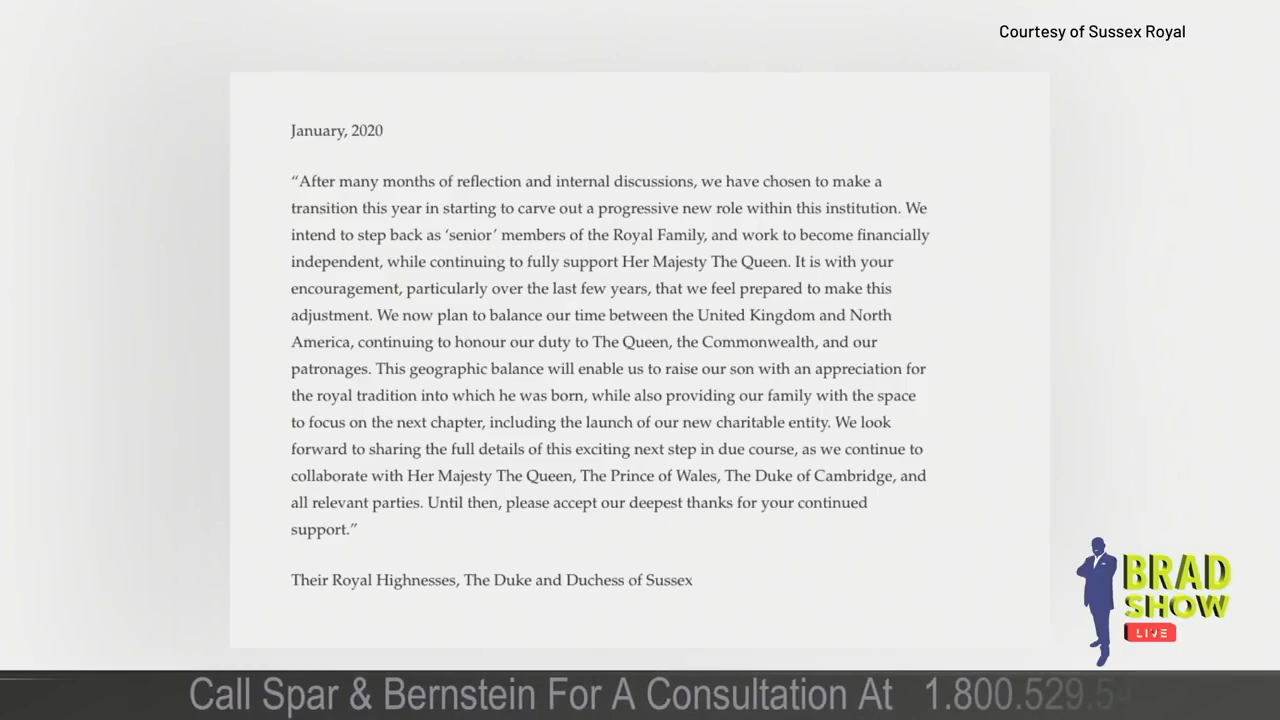 Courtesy of Sussex Royal
January, 2020
“After many months of reflection and internal discussions, we have chosen to make a
transition this year in starting to carve out a progressive new role within this institution. We
intend to step back as ‘senior’ members of the Royal Family, and work to become financially
independent, while continuing to fully support Her Majesty The Queen. It is with your
encouragement, particularly over the last few years, that we feel prepared to make this
adjustment. We now plan to balance our time between the United Kingdom and North
America, continuing to honour our duty to The Queen, the Commonwealth, and our
patronages. This geographic balance will enable us to raise our son with an appreciation for
the royal tradition into which he was born, while also providing our family with the space
to focus on the next chapter, including the launch of our new charitable entity. We look
forward to sharing the full details of this exciting next step in due course, as we continue to
collaborate with Her Majesty The Queen, The Prince of Wales, The Duke of Cambridge, and
all relevant parties. Until then, please accept our deepest thanks for your continued
support.”
Their Royal Highnesses, The Duke and Duchess of Sussex
BRAD
SHOW
LIVE
Call Spar & Bernstein For A Consultation At 1.800.529.5